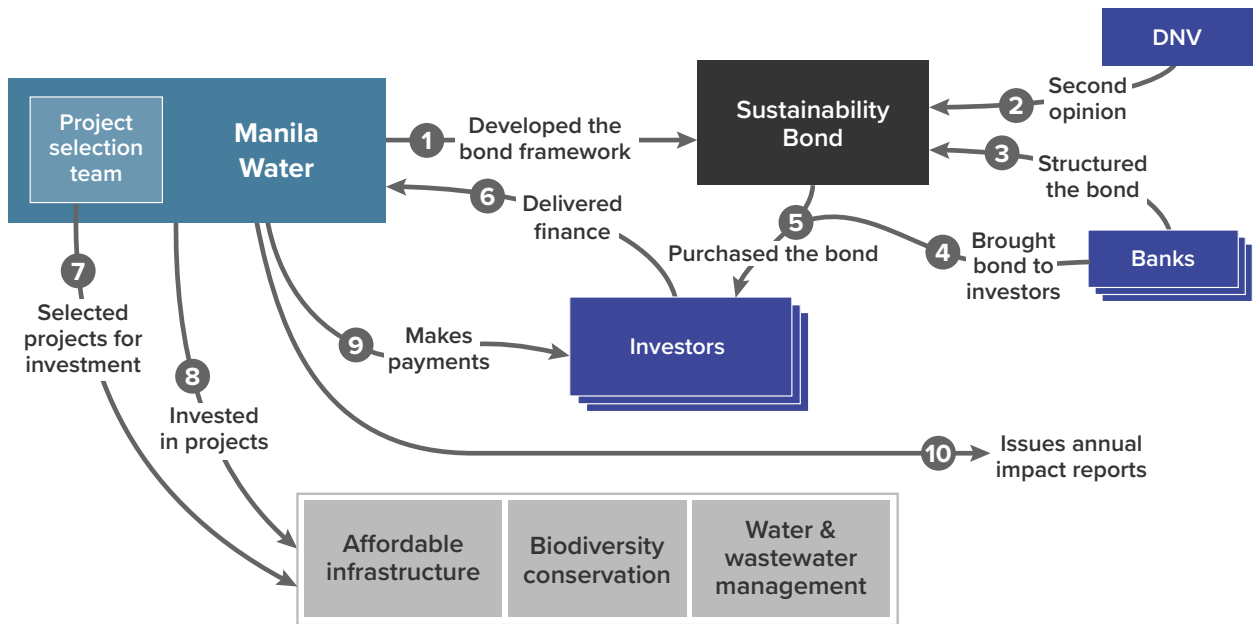 DNV
Project
selection
team
Manila
Water
1
Developed the
bond framework
Sustainability
Bond
2
Second
opinion
3
Structured
the bond
6
Delivered
finance
5
Purchased the bond
4
Brought
bond to
investors
Banks
7
Selected
projects for
investment
8
Invested
in projects
9
Makes
payments
Investors
10
Issues annual
impact reports
Affordable
infrastructure
Biodiversity
conservation
Water &
wastewater
management